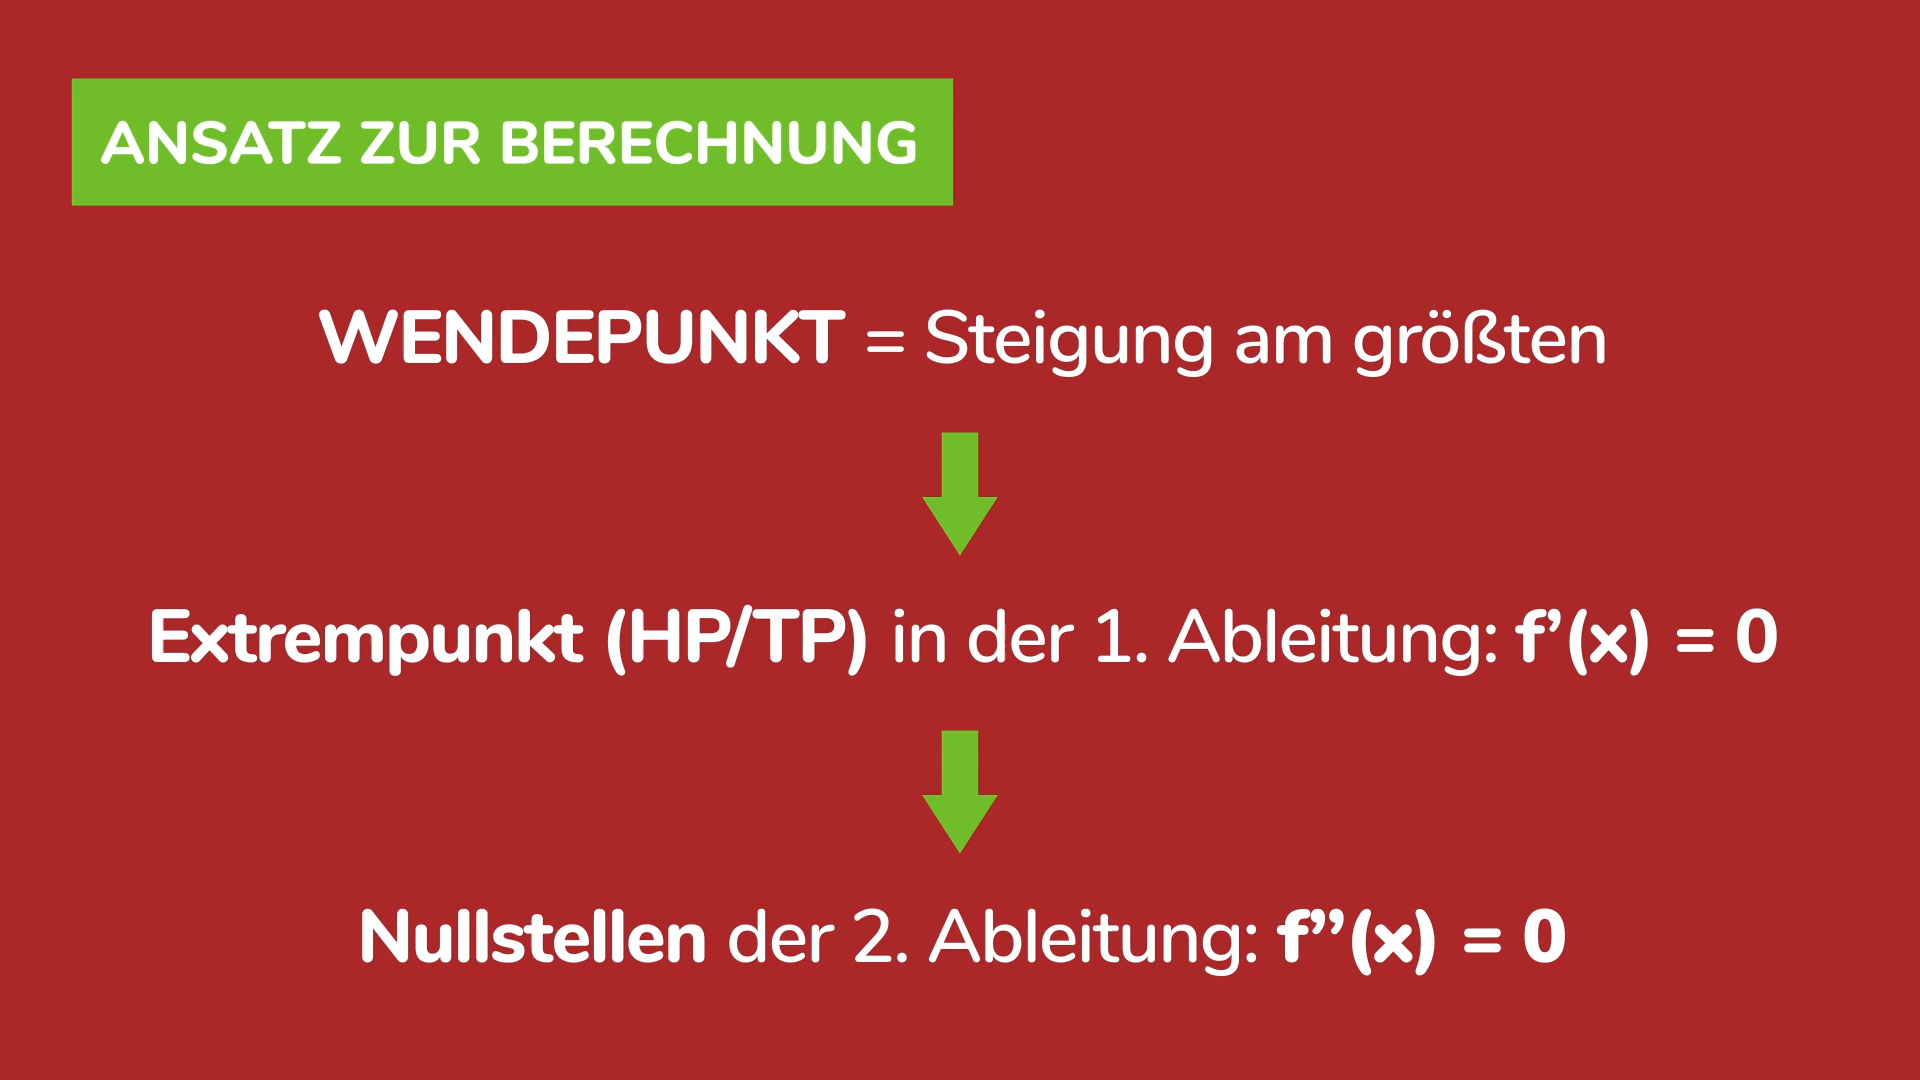 ANSATZ ZUR BERECHNUNG
WENDEPUNKT = Steigung am größten
Extrempunkt (HP/TP) in der 1. Ableitung: f’(x) = 0
Nullstellen der 2. Ableitung: f’’(x) = 0